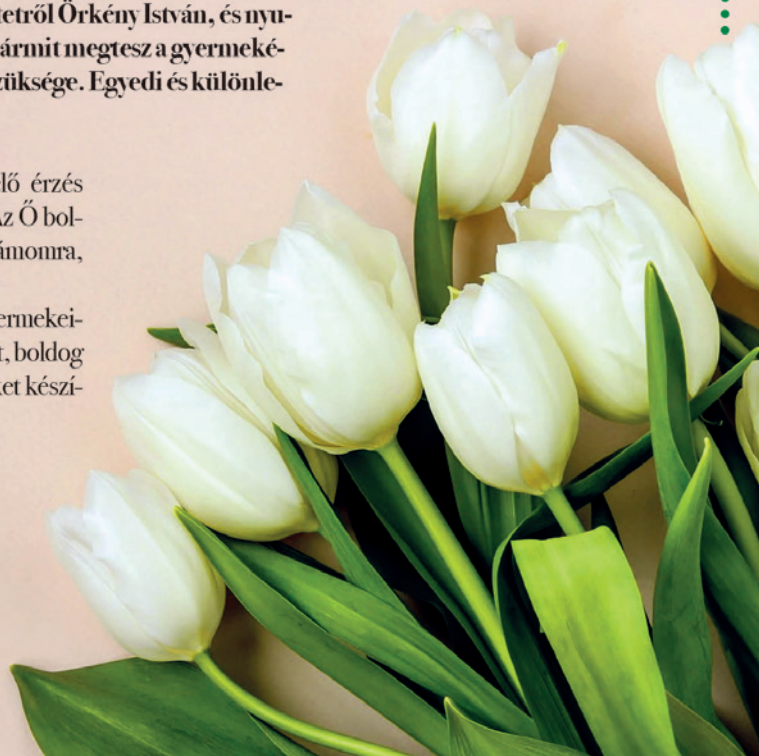 tetről Örkény István, és nyu-
ármit megtesz a gyermeké-
züksége. Egyedi és különle-
lő érzés
Az Ő bol-
ámomra,
ermekei-
t, boldog
ket készí-